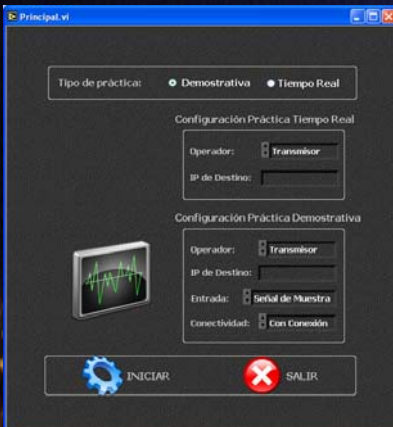 Principal.vi
Tipo de práctica: Demostrativa Tiempo Real
Configuración Práctica Tiempo Real
Operador: Transmisor
IP de Destino:
Configuración Práctica Demostrativa
Operador: Transmisor
IP de Destino:
Entrada: Señal de Muestra
Conectividad: Con Conexión
INICIAR SALIR